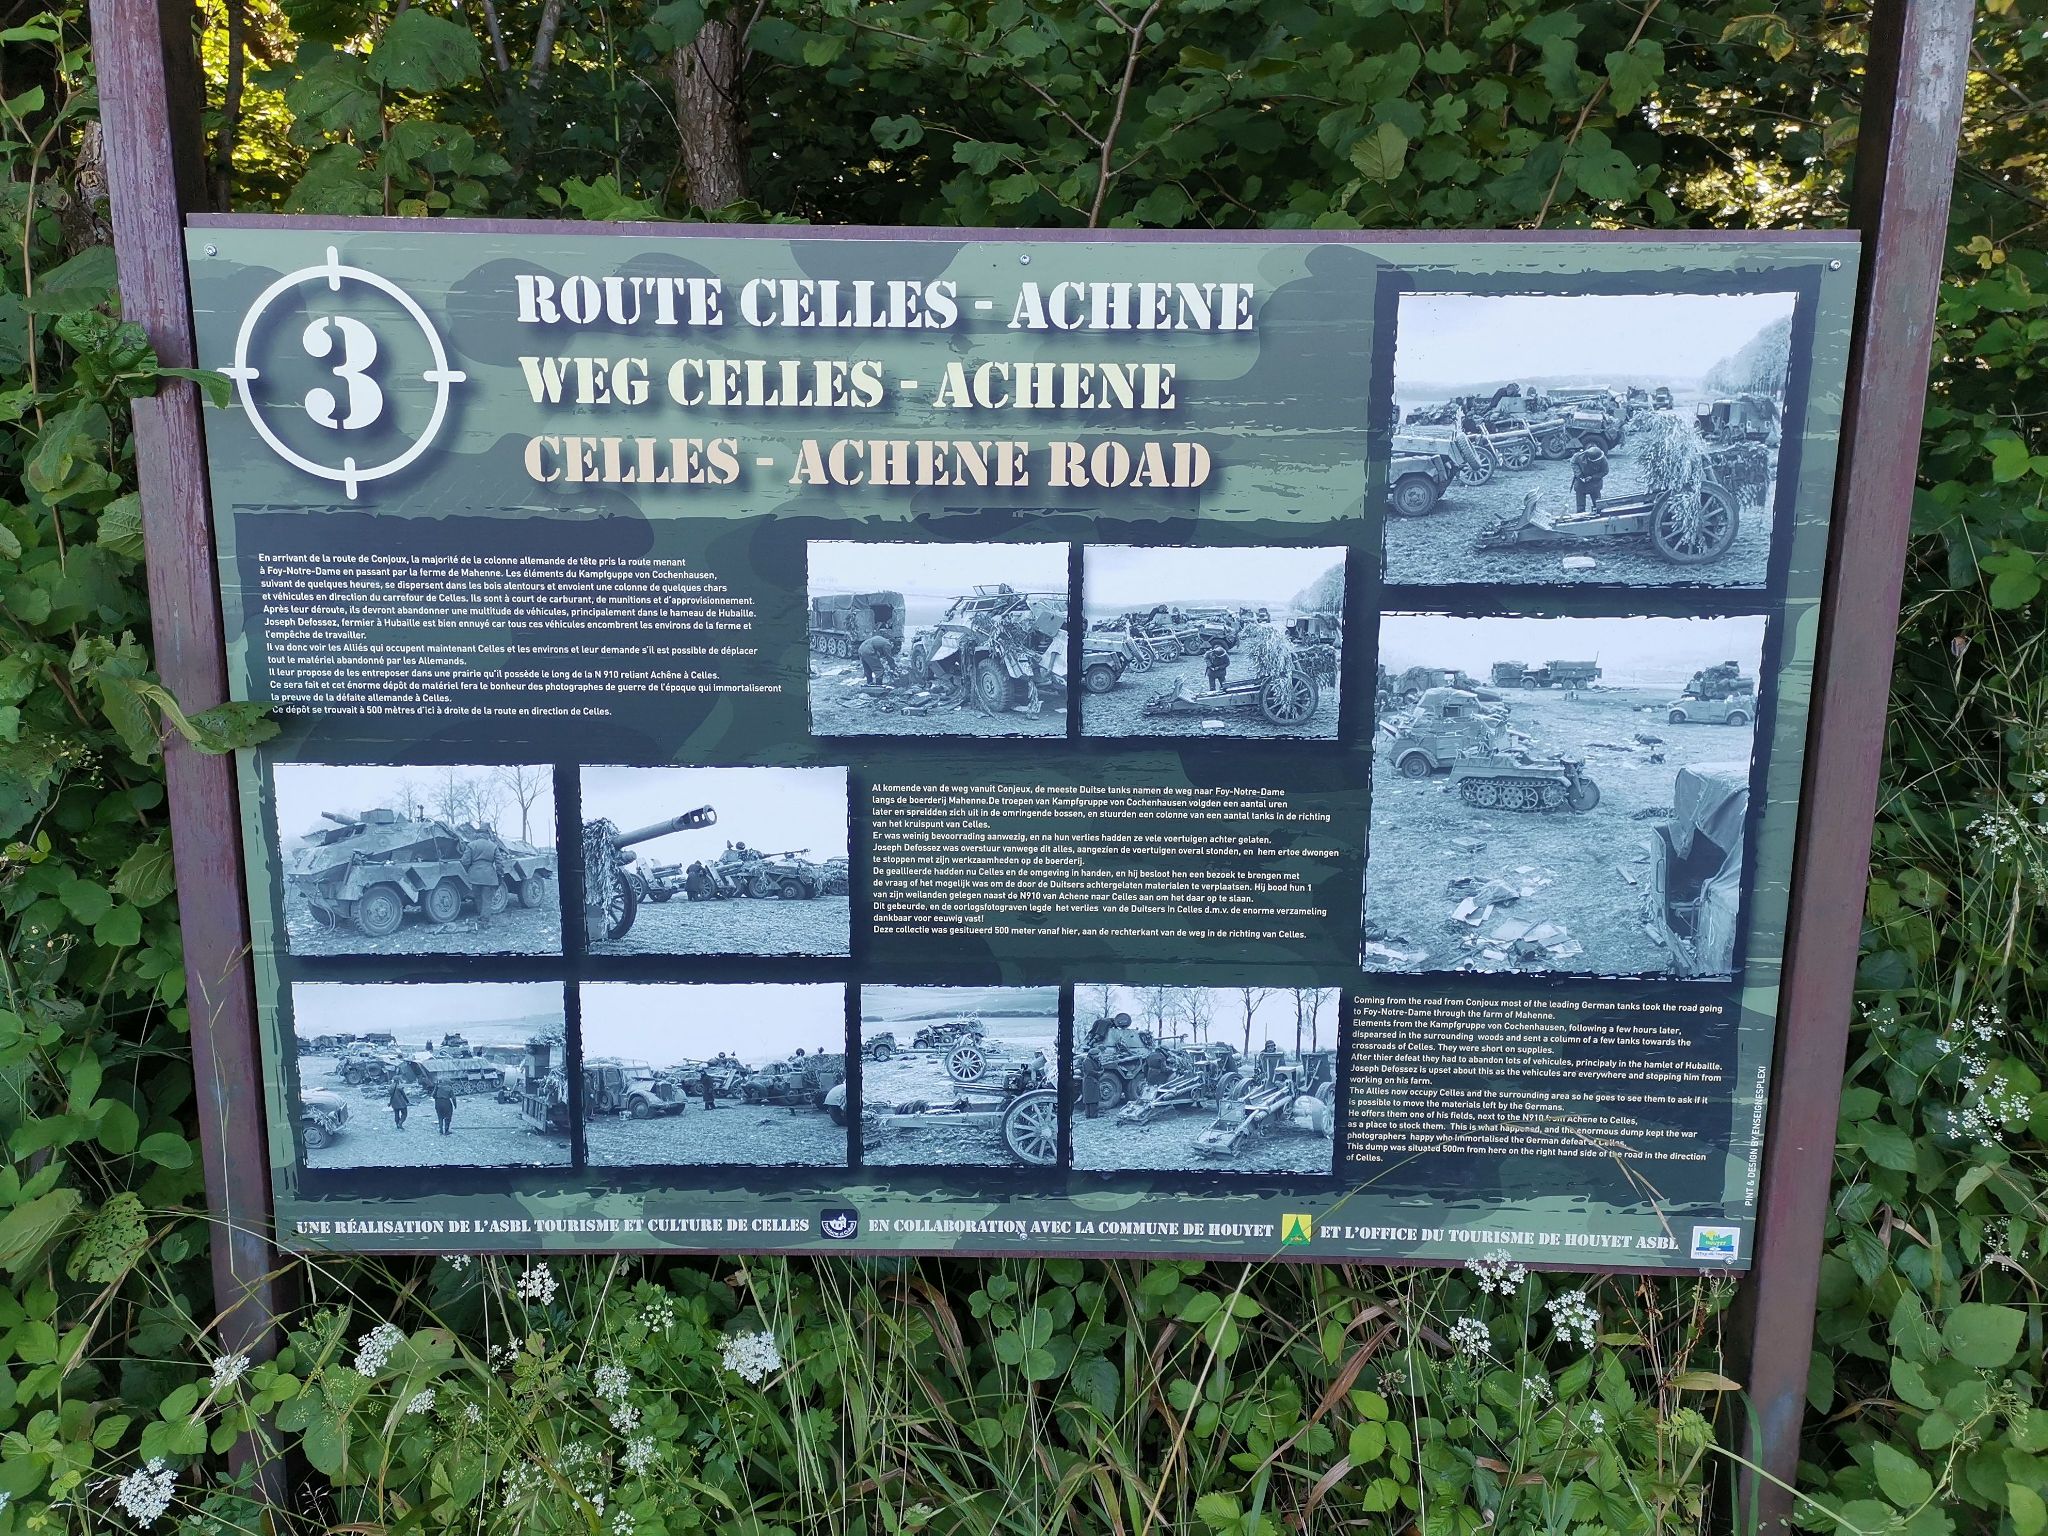 3
ROUTE CELLES - ACHENE
WEG CELLES - ACHENE
CELLES - ACHENE ROAD
En arrivant de la route de Conjoux, la majorité de la colonne allemande de tête pris la route menant
à Foy-Notre-Dame en passant par la ferme de Mahenne. Les éléments du Kampfgruppe von Cochenhausen,
suivant de quelques heures, se dispersent dans les bois alentours et envoient une colonne de quelques chars
et véhicules en direction du carrefour de Celles. Ils sont à court de carburant, de munitions et d'approvisionnement.
Après leur déroute, ils devront abandonner une multitude de véhicules, principalement dans le hameau de Hubaille.
Joseph Defossez, fermier à Hubaille est bien ennuyé car tous ces véhicules encombrent les environs de la ferme et
l'empêche de travailler.
Il va donc voir les Alliés qui occupent maintenant Celles et les environs et leur demande s'il est possible de déplacer
tout le matériel abandonné par les Allemands.
Il leur propose de les entreposer dans une prairie qu'il possède le long de la N 910 reliant Achêne à Celles.
Ce sera fait et cet énorme dépôt de matériel fera le bonheur des photographes de guerre de l'époque qui immortaliseront
la preuve de la défaite allemande à Celles.
Ce dépôt se trouvait à 500 mètres d'ici à droite de la route en direction de Celles.
Al komende van de weg vanuit Conjeux, de meeste Duitse tanks namen de weg naar Foy-Notre-Dame
langs de boerderij Mahenne.De troepen van Kampfgruppe von Cochenhausen volgden een aantal uren
later en spreidden zich uit in de omringende bossen, en stuurden een colonne van een aantal tanks in de richting
van het kruispunt van Celles.
Er was weinig bevoorrading aanwezig, en na hun verlies hadden ze vele voertuigen achter gelaten.
Joseph Defossez was overstuur vanwege dit alles, aangezien de voertuigen overal stonden, en hem ertoe dwongen
te stoppen met zijn werkzaamheden op de boerderij.
De geallieerde hadden nu Celles en de omgeving in handen, en hij besloot hen een bezoek te brengen met
de vraag of het mogelijk was om de door de Duitsers achtergelaten materialen te verplaatsen. Hij bood hun 1
van zijn weilanden gelegen naast de N910 van Achene naar Celles aan om het daar op te slaan.
Dit gebeurde, en de oorlogsfotograven legde het verlies van de Duitsers in Celles d.m.v. de enorme verzameling
dankbaar voor eeuwig vast!
Deze collectie was gesitueerd 500 meter vanaf hier, aan de rechterkant van de weg in de richting van Celles.
Coming from the road from Conjoux most of the leading German tanks took the road going
to Foy-Notre-Dame through the farm of Mahenne.
Elements from the Kampfgruppe von Cochenhausen, following a few hours later,
dispearsed in the surrounding woods and sent a column of a few tanks towards the
crossroads of Celles. They were short on supplies.
After thier defeat they had to abandon lots of vehicules, principaly in the hamlet of Hubaille.
Joseph Defossez is upset about this as the vehicules are everywhere and stopping him from
working on his farm.
The Allies now occupy Celles and the surrounding area so he goes to see them to ask if it
is possible to move the materials left by the Germans.
He offers them one of his fields, next to the N910 from Achene to Celles,
as a place to stock them. This is what happened, and the enormous dump kept the war
photographers happy who immortalised the German defeat at Celles.
This dump was situated 500m from here on the right hand side of the road in the direction
of Celles.
PINT & DESIGN BY ENSEIGNESPLEXI
UNE RÉALISATION DE L'ASBL TOURISME ET CULTURE DE CELLES EN COLLABORATION AVEC LA COMMUNE DE HOUYET ET L'OFFICE DU TOURISME DE HOUYET ASBL
HOUYET